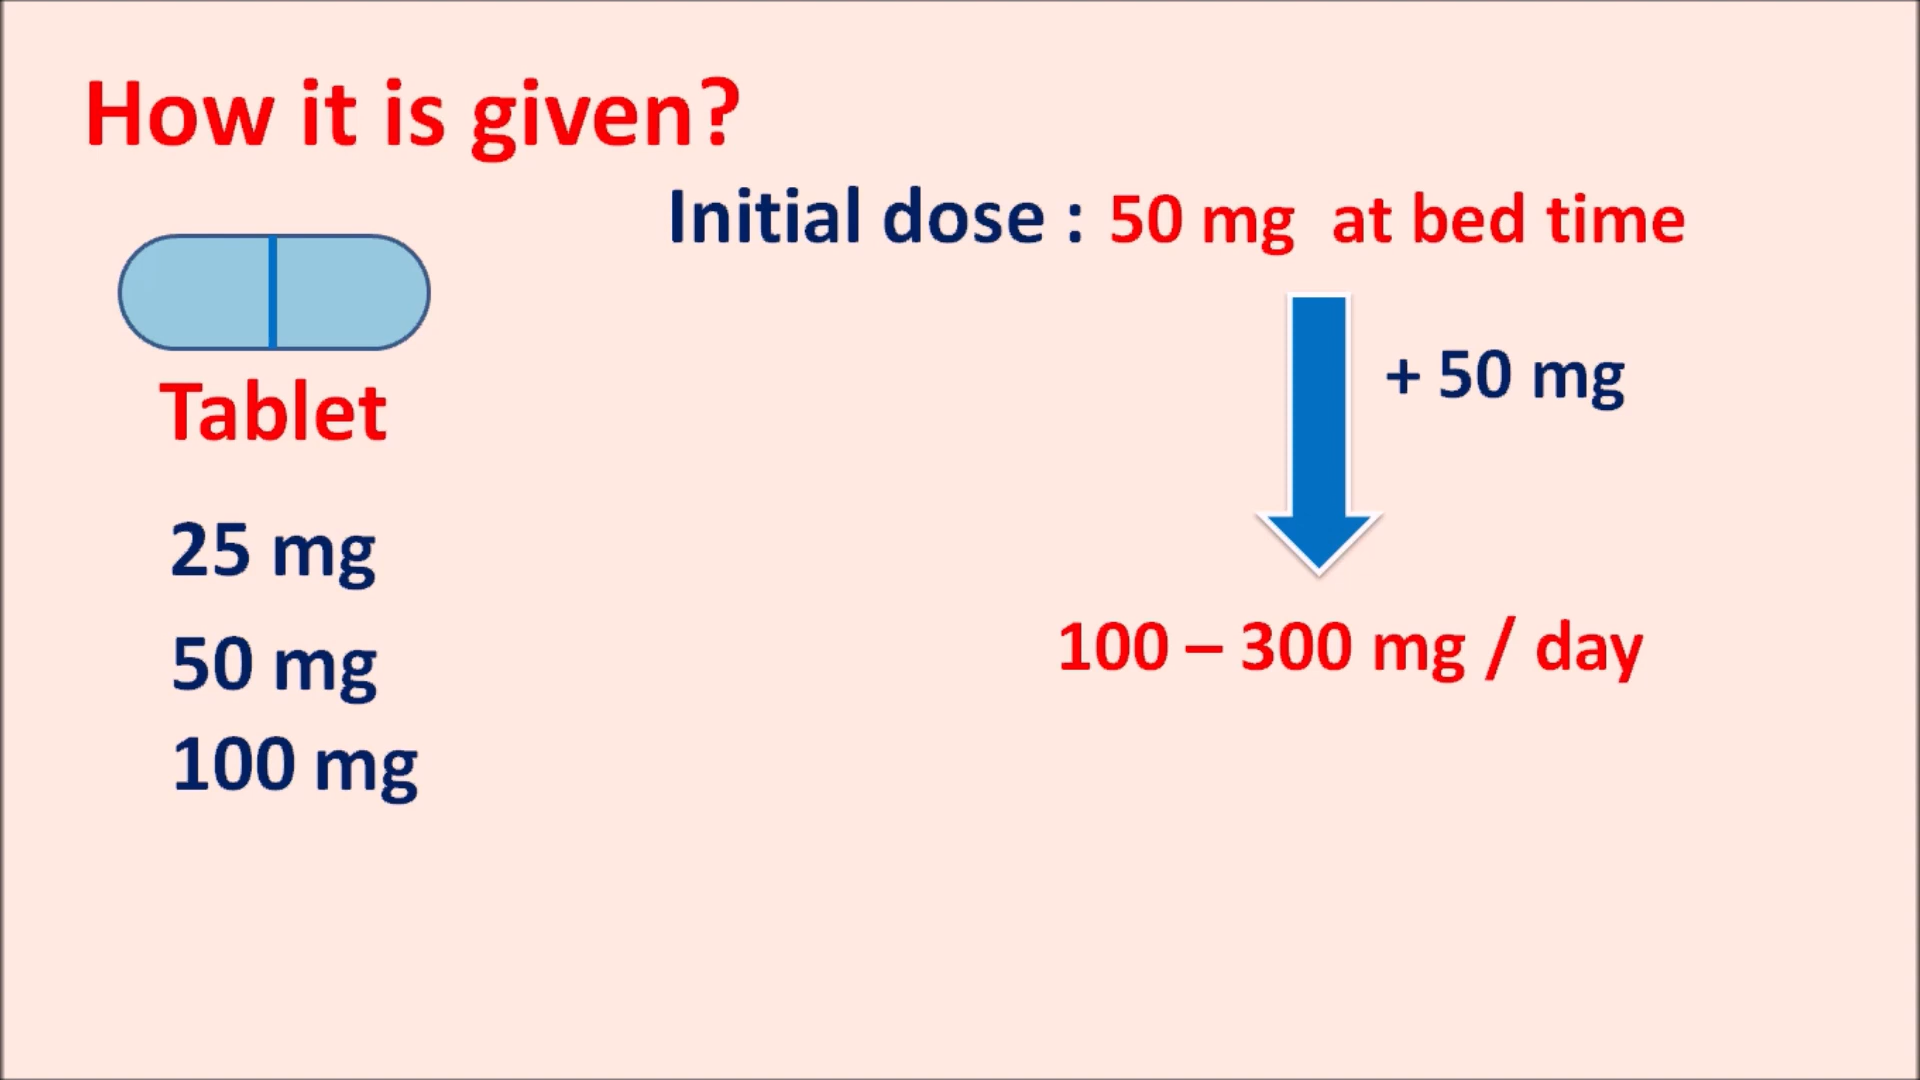 How it is given?
Initial dose : 50 mg at bed time
+ 50 mg
100 – 300 mg / day
Tablet
25 mg
50 mg
100 mg